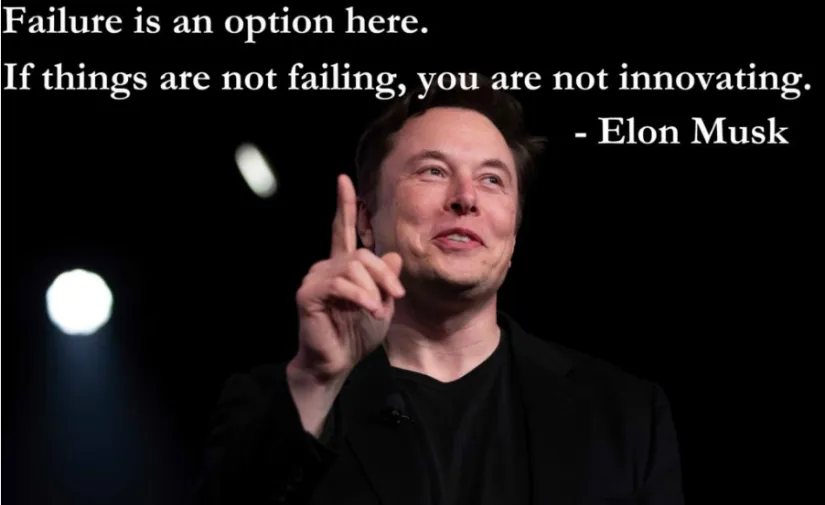 Failure is an option here.
If things are not failing, you are not innovating.
- Elon Musk